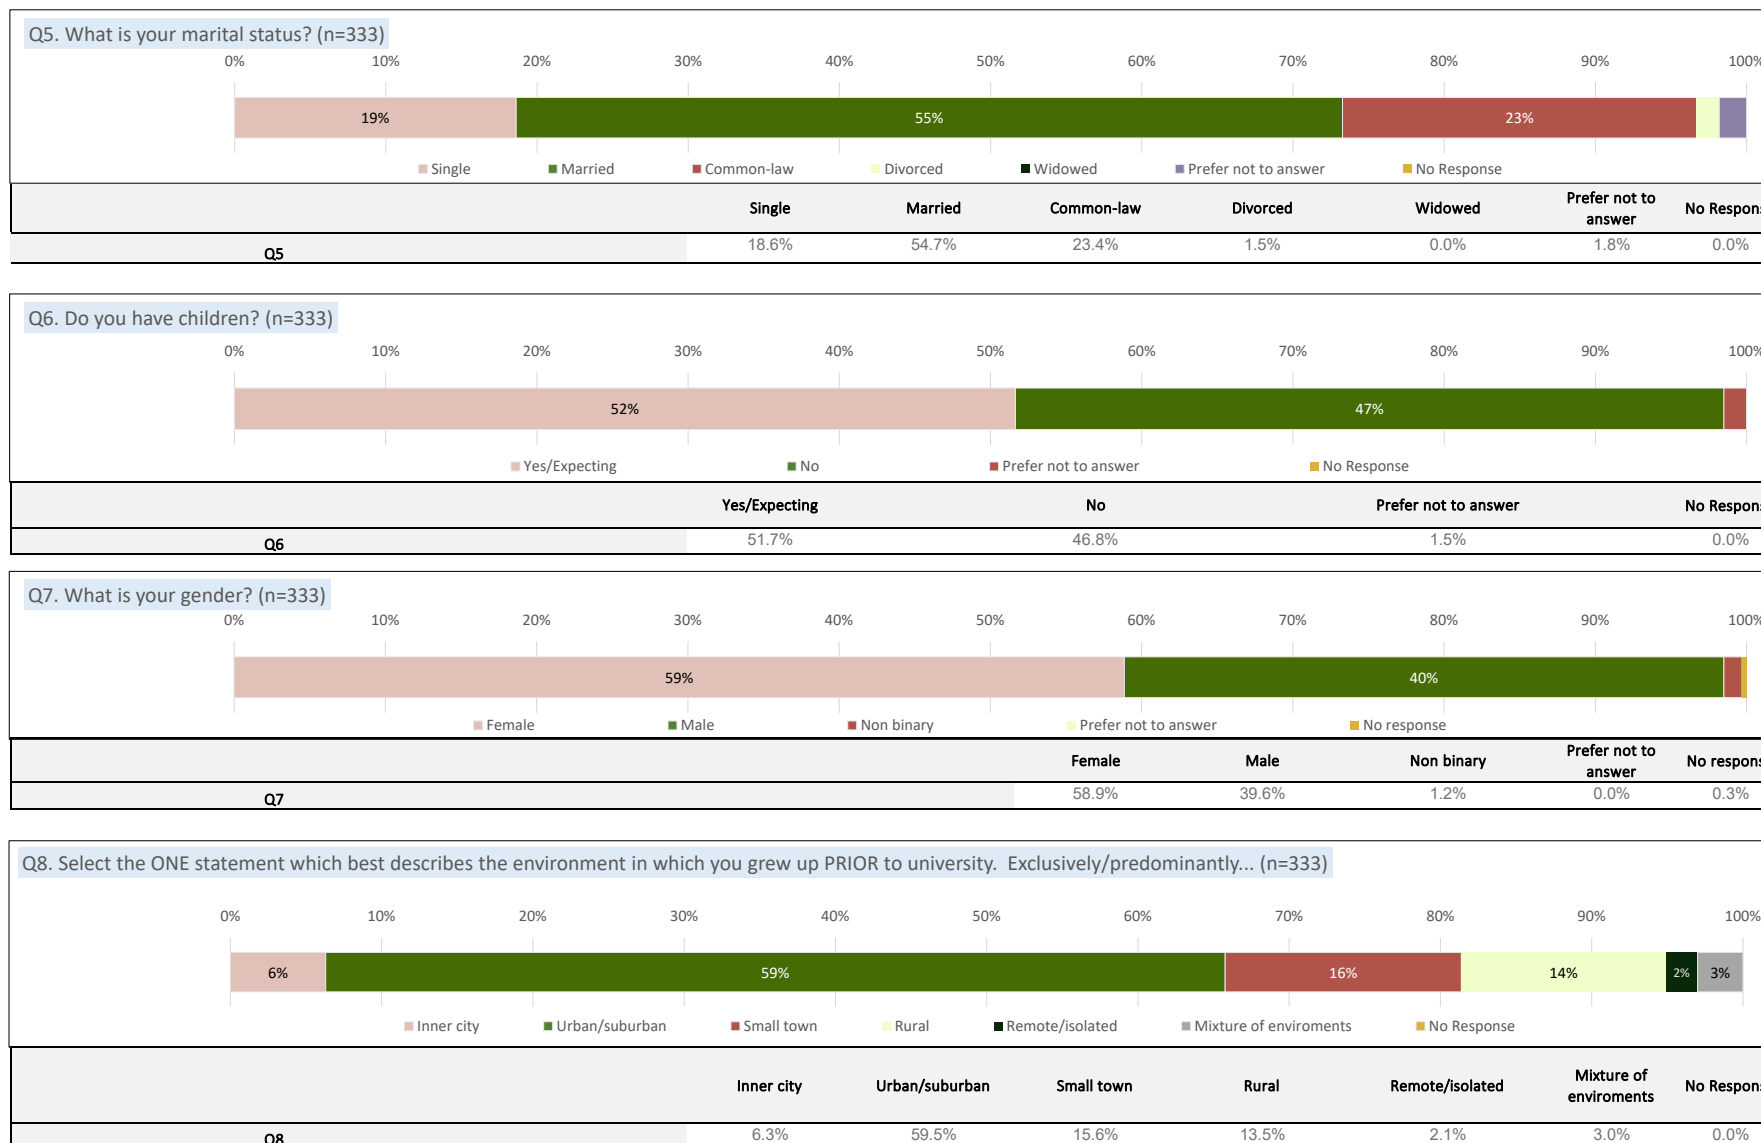 Q5. What is your marital status? (n=333)
0% 10% 20% 30% 40% 50% 60% 70% 80% 90% 100%
19% 55% 23%
Single Married Common-law Divorced Widowed Prefer not to answer No Response
Single Married Common-law Divorced Widowed Prefer not to answer No Respons
Q5 18.6% 54.7% 23.4% 1.5% 0.0% 1.8% 0.0%
Q6. Do you have children? (n=333)
0% 10% 20% 30% 40% 50% 60% 70% 80% 90% 100%
52% 47%
Yes/Expecting No Prefer not to answer No Response
Yes/Expecting No Prefer not to answer No Respons
Q6 51.7% 46.8% 1.5% 0.0%
Q7. What is your gender? (n=333)
0% 10% 20% 30% 40% 50% 60% 70% 80% 90% 100%
59% 40%
Female Male Non binary Prefer not to answer No response
Female Male Non binary Prefer not to answer No respons
Q7 58.9% 39.6% 1.2% 0.0% 0.3%
Q8. Select the ONE statement which best describes the environment in which you grew up PRIOR to university. Exclusively/predominantly... (n=333)
0% 10% 20% 30% 40% 50% 60% 70% 80% 90% 100%
6% 59% 16% 14% 2% 3%
Inner city Urban/suburban Small town Rural Remote/isolated Mixture of enviroments No Response
Inner city Urban/suburban Small town Rural Remote/isolated Mixture of enviroments No Respons
Q8 6.3% 59.5% 15.6% 13.5% 2.1% 3.0% 0.0%